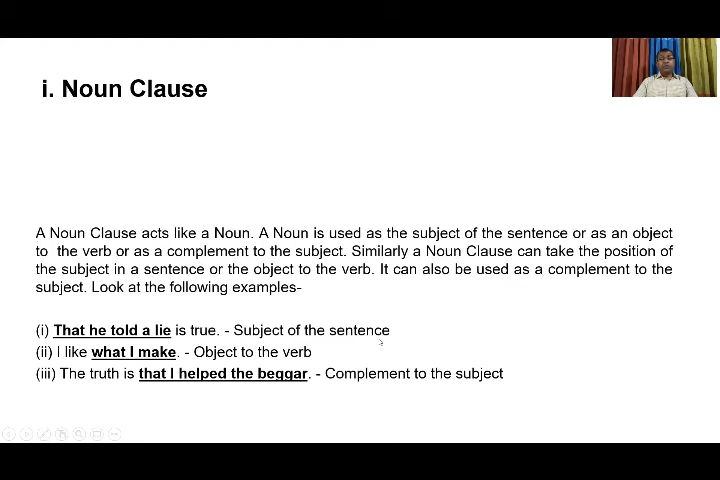 i. Noun Clause
A Noun Clause acts like a Noun. A Noun is used as the subject of the sentence or as an object
to the verb or as a complement to the subject. Similarly a Noun Clause can take the position of
the subject in a sentence or the object to the verb. It can also be used as a complement to the
subject. Look at the following examples-
(i) That he told a lie is true. - Subject of the sentence
(ii) I like what I make. - Object to the verb
(iii) The truth is that I helped the beggar. - Complement to the subject